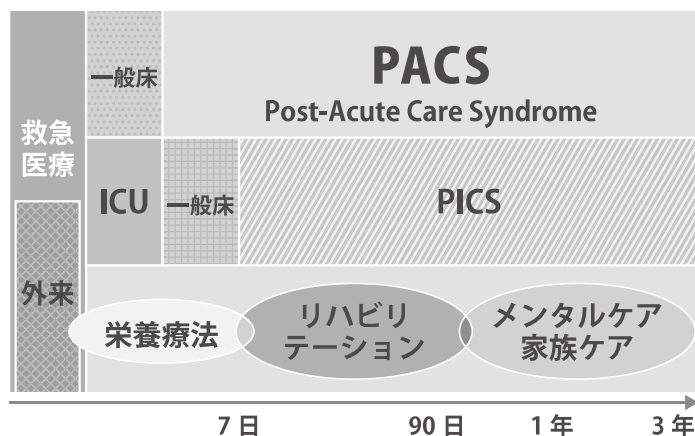 救急
医療
外来
一般床
PACS
Post-Acute Care Syndrome
ICU
一般床
PICS
栄養療法
リハビリ
テーション
メンタルケア
家族ケア
7 日
90 日
1 年
3 年